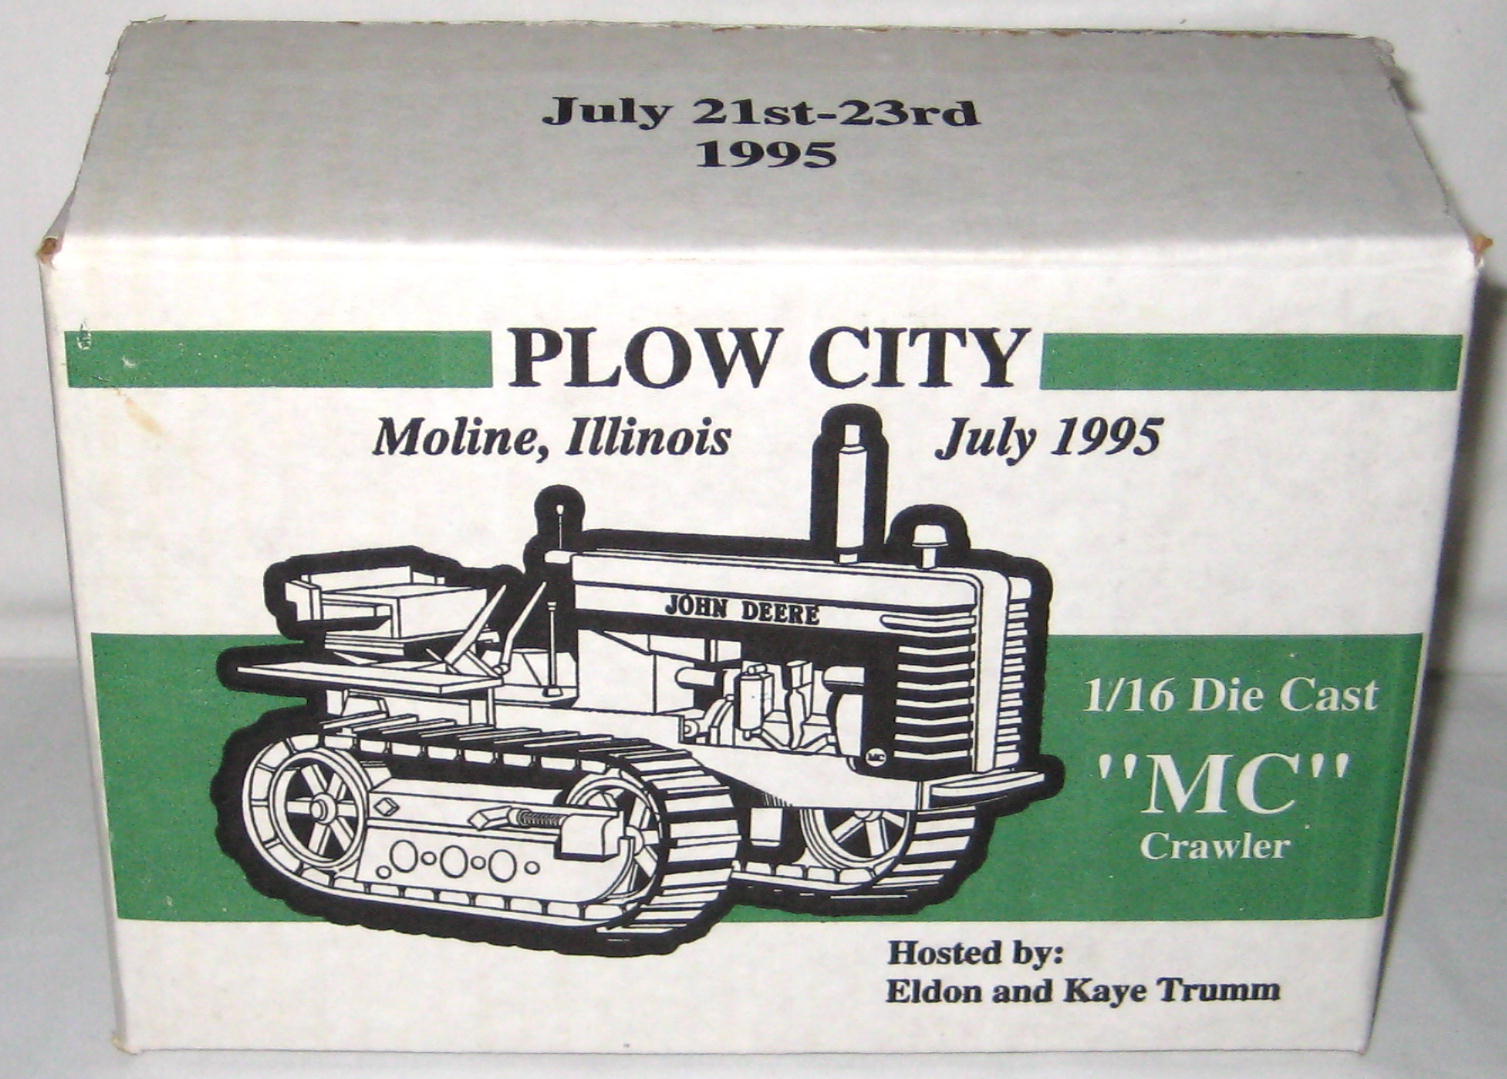 July 21st-23rd
1995
PLOW CITY
Moline, Illinois
July 1995
JOHN DEERE
1/16 Die Cast
"MC"
MC
Crawler
Hosted by:
Eldon and Kaye Trumm